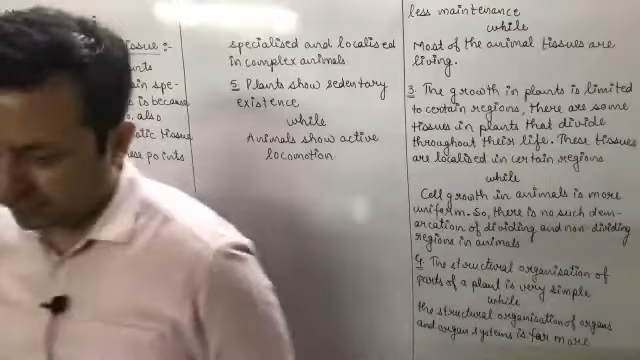 issue :-
nts
in spe-
s is because
, also
atic tissue
ese points
less maintenance
while
Most of the animal tissues are
living.
3. The growth in plants is limited
to certain regions, There are some
tissues in plants that divide
throughout their life. These tissues
are localised in certain regions
while
Cell growth in animals is more
uniform. So, there is no such dem-
arcation of dividing and non-dividing
regions in animals
4. The structural organisation of
parts of a plant is very simple
while
the structural organisation of organs
and organ systems is far more
specialised and localised
in complex animals
5. Plants show sedentary
existence
while
Animals show active
locomotion